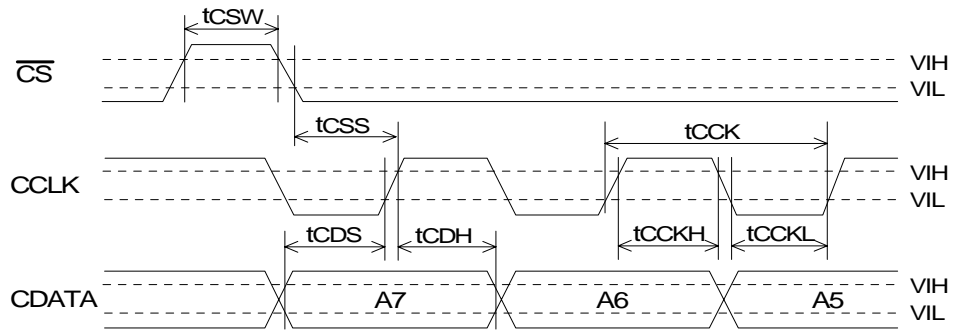 tCSW
CS
VIH
VIL
tCSS
tCCK
CCLK
VIH
VIL
tCDS
tCDH
tCCKH
tCCKL
CDATA
A7
A6
A5
VIH
VIL